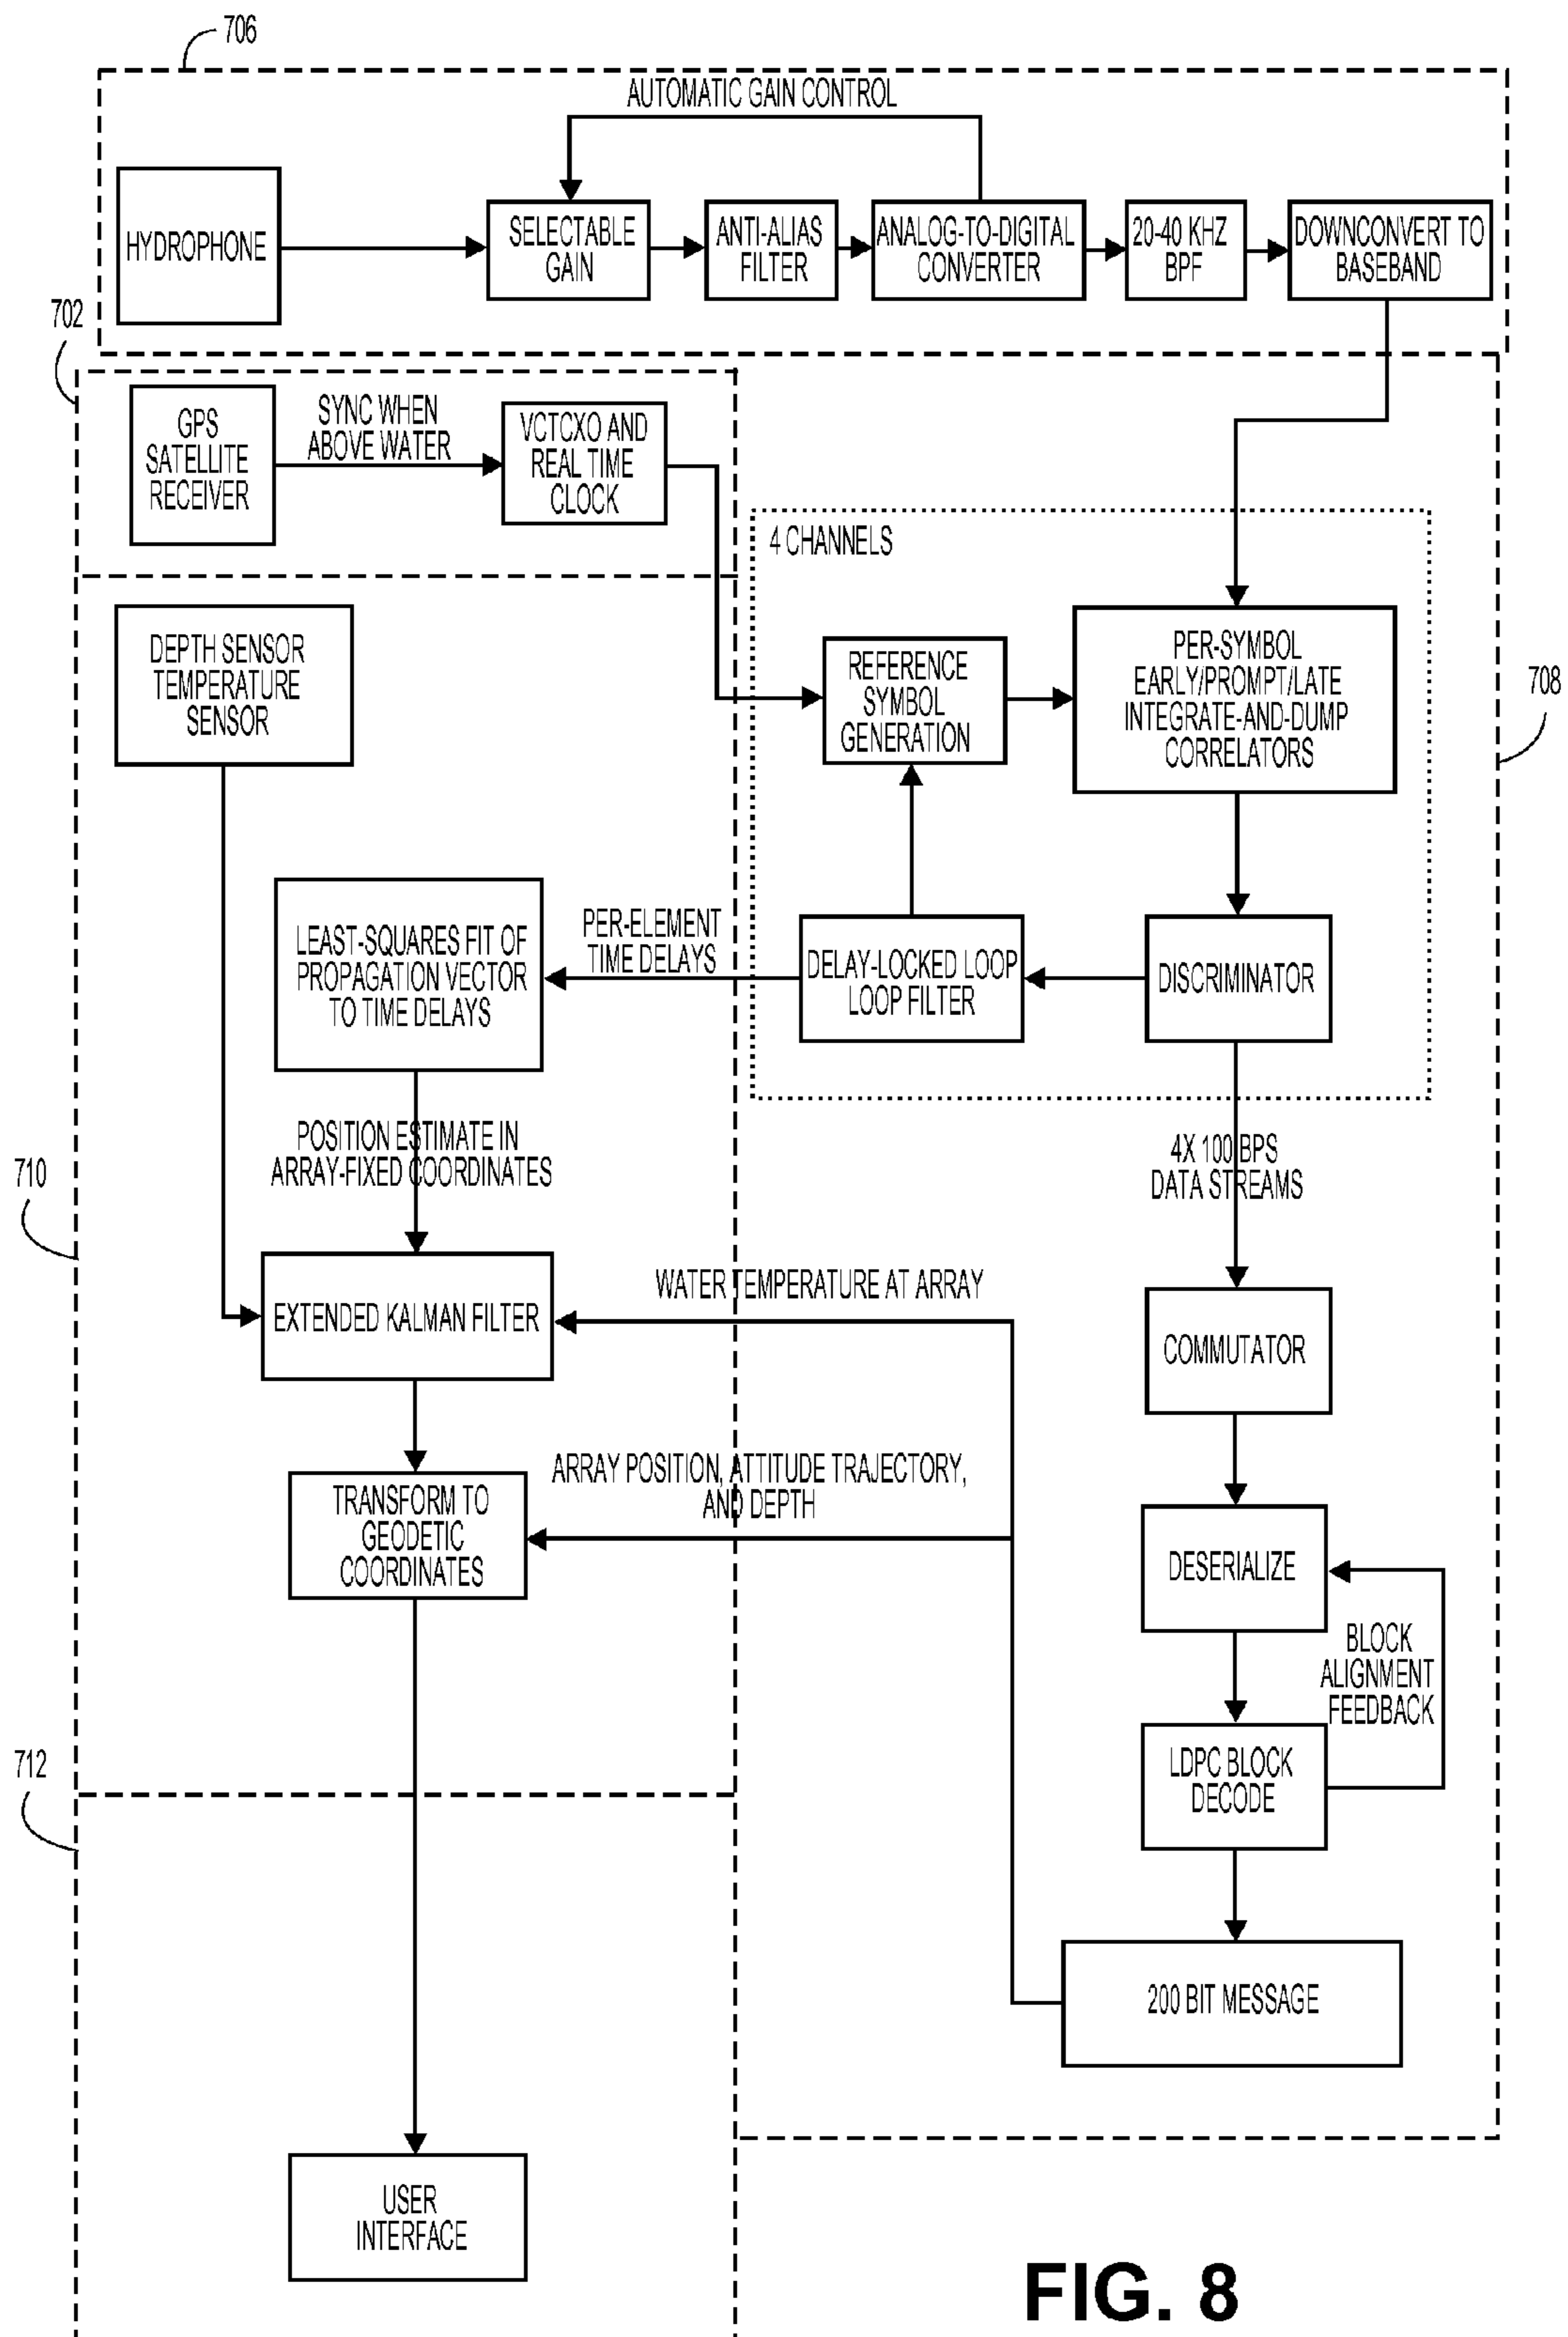 706
AUTOMATIC GAIN CONTROL
HYDROPHONE
SELECTABLE
GAIN
ANTI-ALIAS
FILTER
ANALOG-TO-DIGITAL
CONVERTER
20-40 KHZ
BPF
DOWNCONVERT TO
BASEBAND
702
GPS
SATELLITE
RECEIVER
SYNC WHEN
ABOVE WATER
VCTCXO AND
REAL TIME
CLOCK
4 CHANNELS
DEPTH SENSOR
TEMPERATURE
SENSOR
REFERENCE
SYMBOL
GENERATION
PER-SYMBOL
EARLY/PROMPT/LATE
INTEGRATE-AND-DUMP
CORRELATORS
708
LEAST-SQUARES FIT OF
PROPAGATION VECTOR
TO TIME DELAYS
PER-ELEMENT
TIME DELAYS
DELAY-LOCKED LOOP
LOOP FILTER
DISCRIMINATOR
POSITION ESTIMATE IN
ARRAY-FIXED COORDINATES
4X 100 BPS
DATA STREAMS
710
EXTENDED KALMAN FILTER
WATER TEMPERATURE AT ARRAY
COMMUTATOR
TRANSFORM TO
GEODETIC
COORDINATES
ARRAY POSITION, ATTITUDE TRAJECTORY,
AND DEPTH
DESERIALIZE
BLOCK
ALIGNMENT
FEEDBACK
LDPC BLOCK
DECODE
712
200 BIT MESSAGE
USER
INTERFACE
FIG. 8